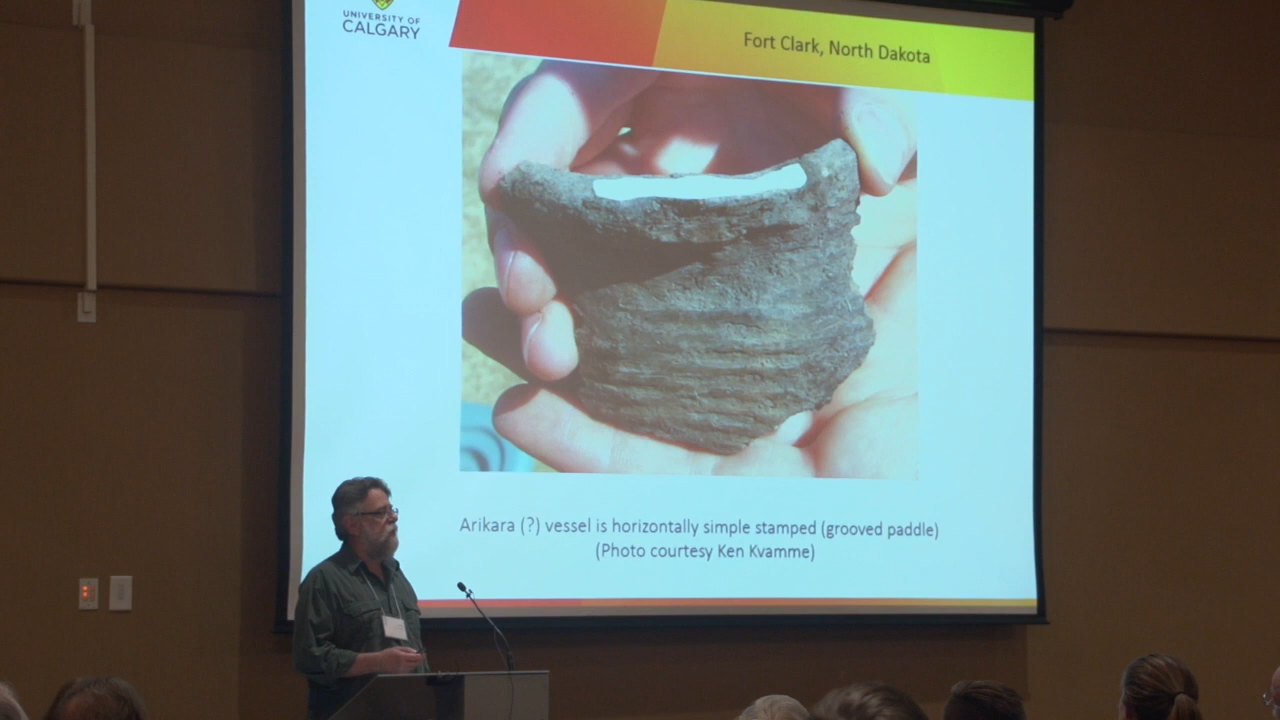 UNIVERSITY OF
CALGARY
Fort Clark, North Dakota
Arikara (?) vessel is horizontally simple stamped (grooved paddle)
(Photo courtesy Ken Kvamme)